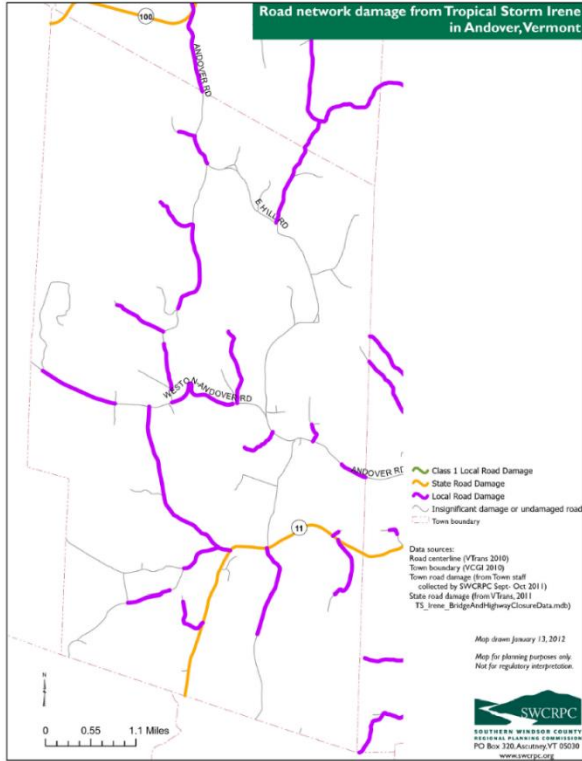 Road network damage from Tropical Storm Irene
in Andover, Vermont
100
ANDOVER RD
E HILL RD
WESTON-ANDOVER RD
ANDOVER RD
11
Class 1 Local Road Damage
State Road Damage
Local Road Damage
Insignificant damage or undamaged road
Town boundary
Data sources:
Road centerline (VTrans 2010)
Town boundary (VCGI 2010)
Town road damage (from Town staff
collected by SWCRPC Sept- Oct 2011)
State road damage (from VTrans, 2011
TS_Irene_BridgeAndHighwayClosureData.mdb)
Map drawn January 13, 2012
Map for planning purposes only.
Not for regulatory interpretation.
N
0 0.55 1.1 Miles
SWCRPC
SOUTHERN WINDSOR COUNTY
REGIONAL PLANNING COMMISSION
PO Box 320, Ascutney, VT 05030
www.swcrpc.org